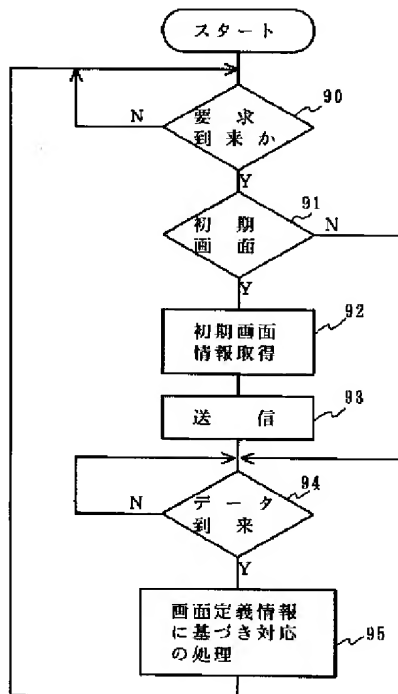 スタート
90
要求
到来か
N
Y
91
初期
画面
N
Y
92
初期画面
情報取得
93
送信
94
データ
到来
N
Y
画面定義情報
に基づき対応
の処理
95